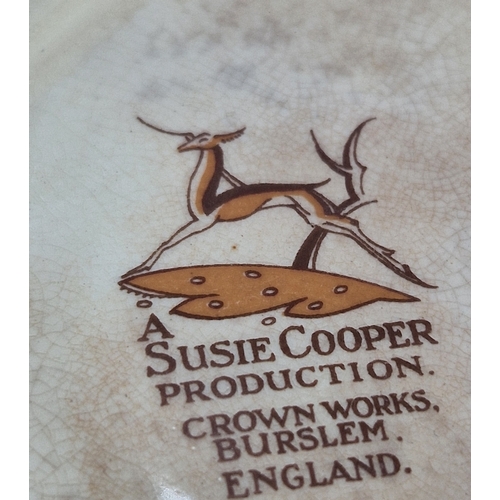 A
SUSIE COOPER
PRODUCTION.
CROWN WORKS,
BURSLEM,
ENGLAND.